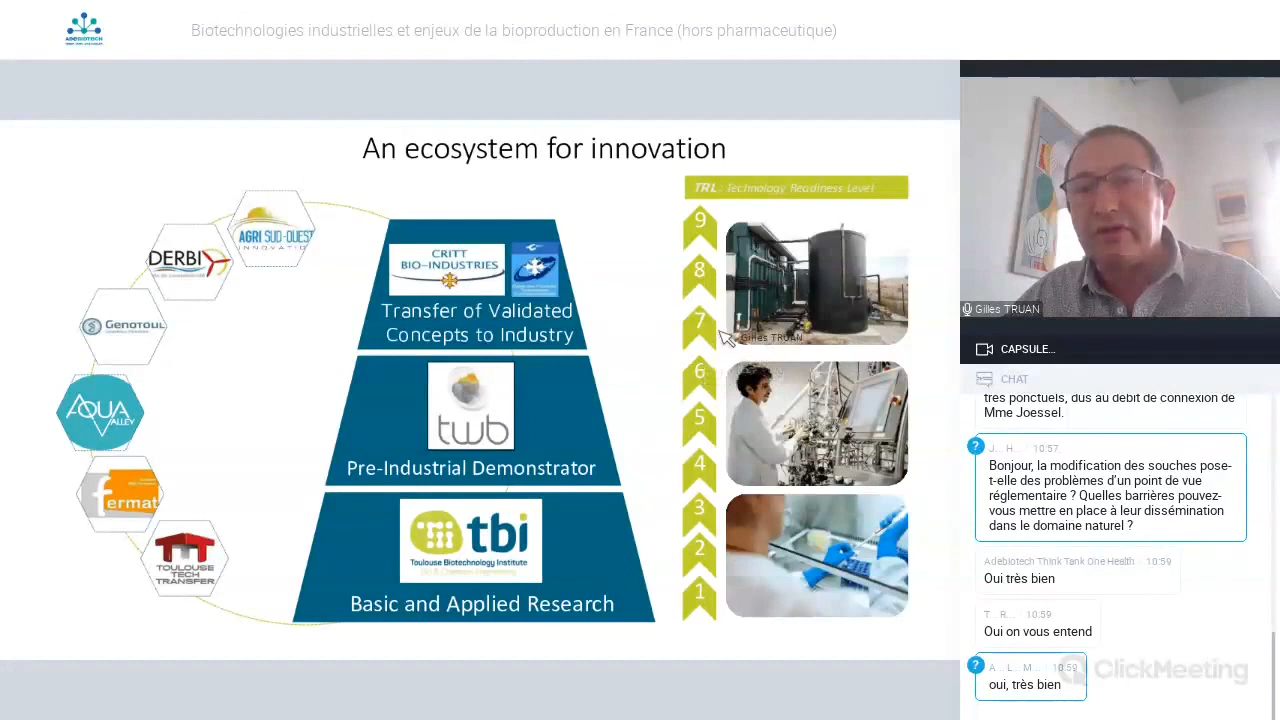 ADEBIOTECH
Biotechnologies industrielles et enjeux de la bioproduction en France (hors pharmaceutique)
An ecosystem for innovation
AGRI SUD-OUEST
INNOVATION
DERBI
GENOTOUL
AQUA
VALLEY
fermat
TOULOUSE
TECH
TRANSFER
CRITT
BIO-INDUSTRIES
Transfer of Validated
Concepts to Industry
twb
Pre-Industrial Demonstrator
tbi
Toulouse Biotechnology Institute
Basic and Applied Research
TRL : Technology Readiness Level
9
8
7
6
5
4
3
2
1
Gilles TRUAN
Gilles TRUAN
CAPSULE...
CHAT
très ponctuels, dus au débit de connexion de
Mme Joessel.
?
J... H... 10:57
Bonjour, la modification des souches pose-
t-elle des problèmes d'un point de vue
réglementaire ? Quelles barrières pouvez-
vous mettre en place à leur dissémination
dans le domaine naturel ?
Adebiotech Think Tank One Health 10:59
Oui très bien
T... R... 10:59
Oui on vous entend
?
A... L... M... 10:59
oui, très bien
ClickMeeting